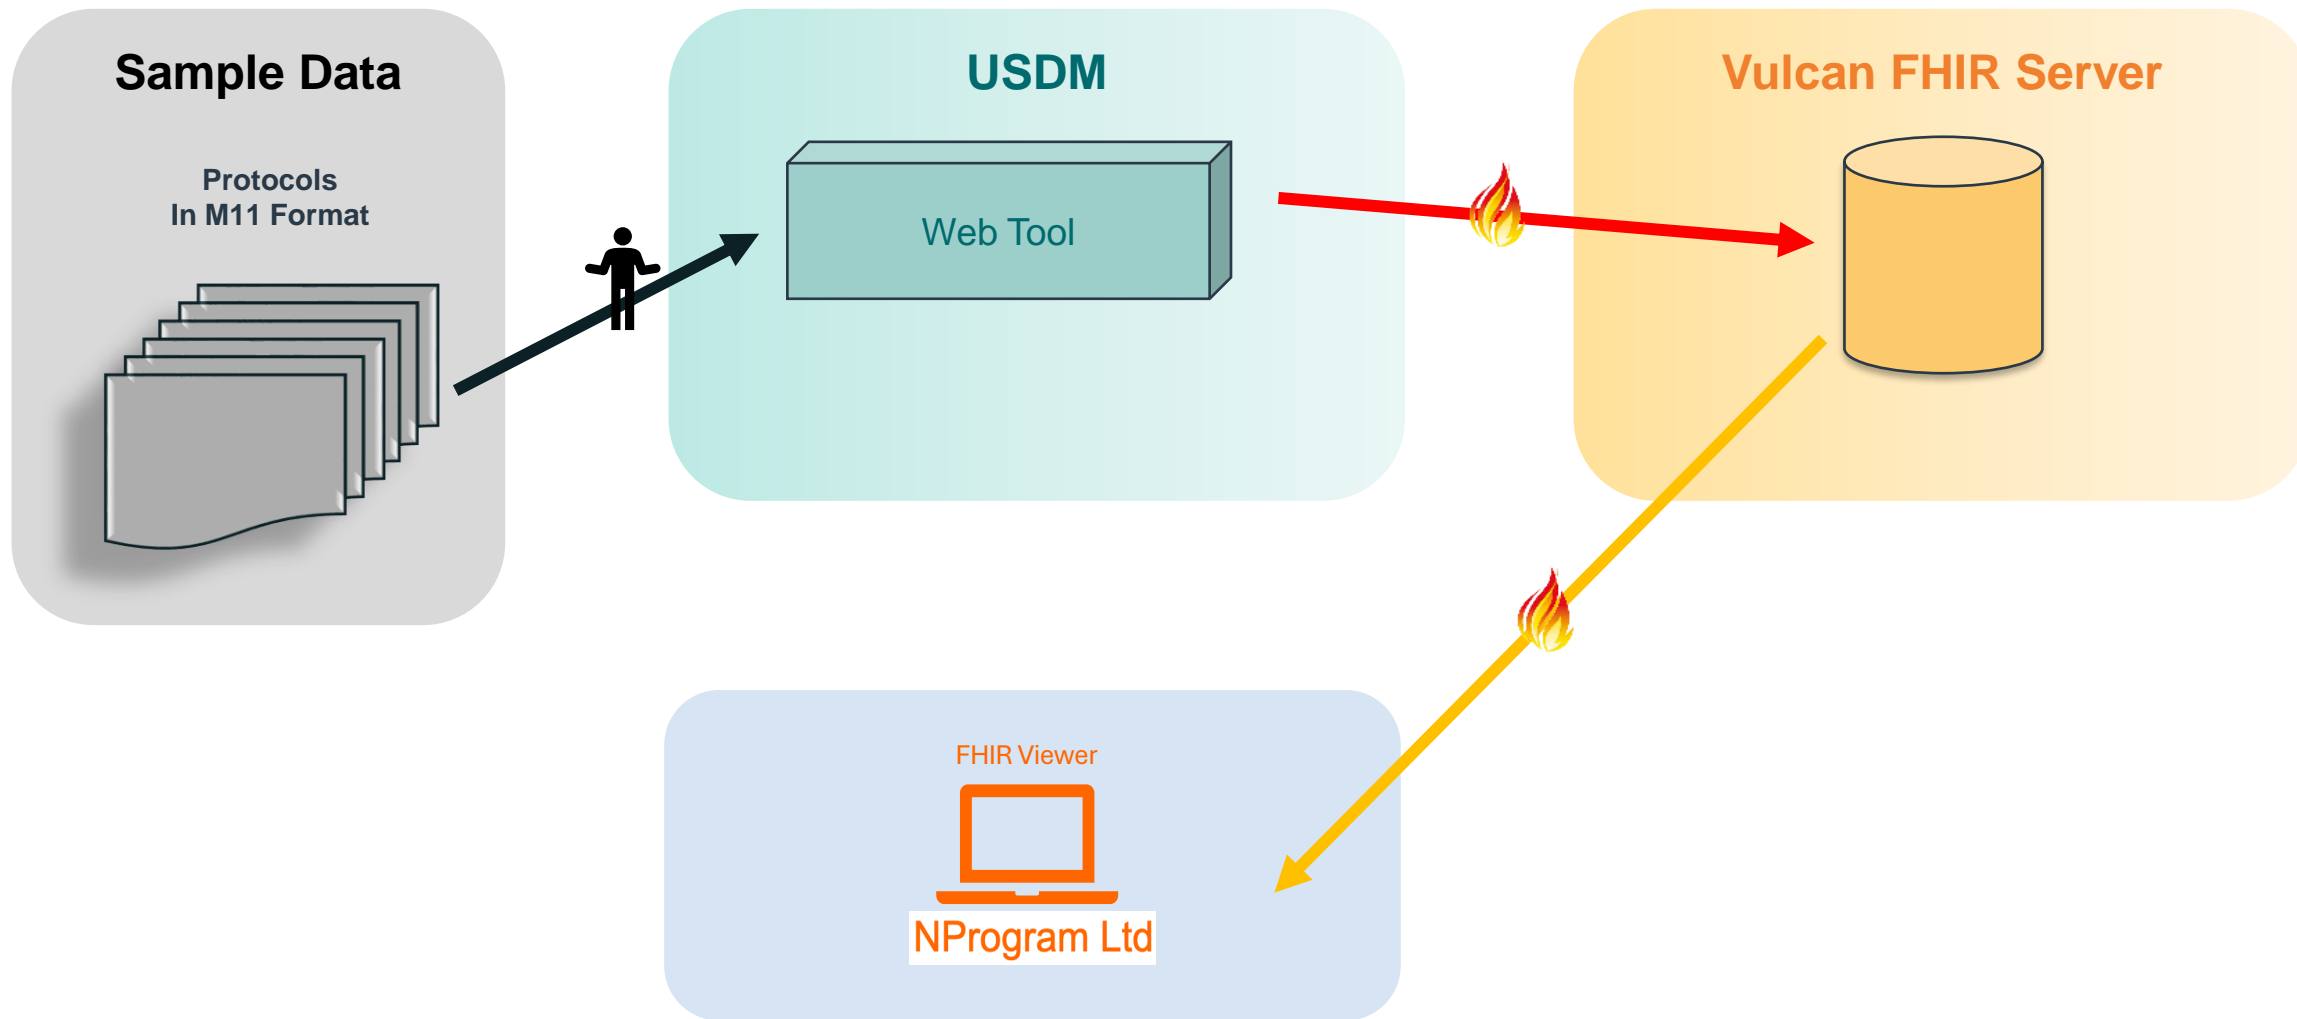 Sample Data
Protocols
In M11 Format
USDM
Web Tool
Vulcan FHIR Server
FHIR Viewer
NProgram Ltd